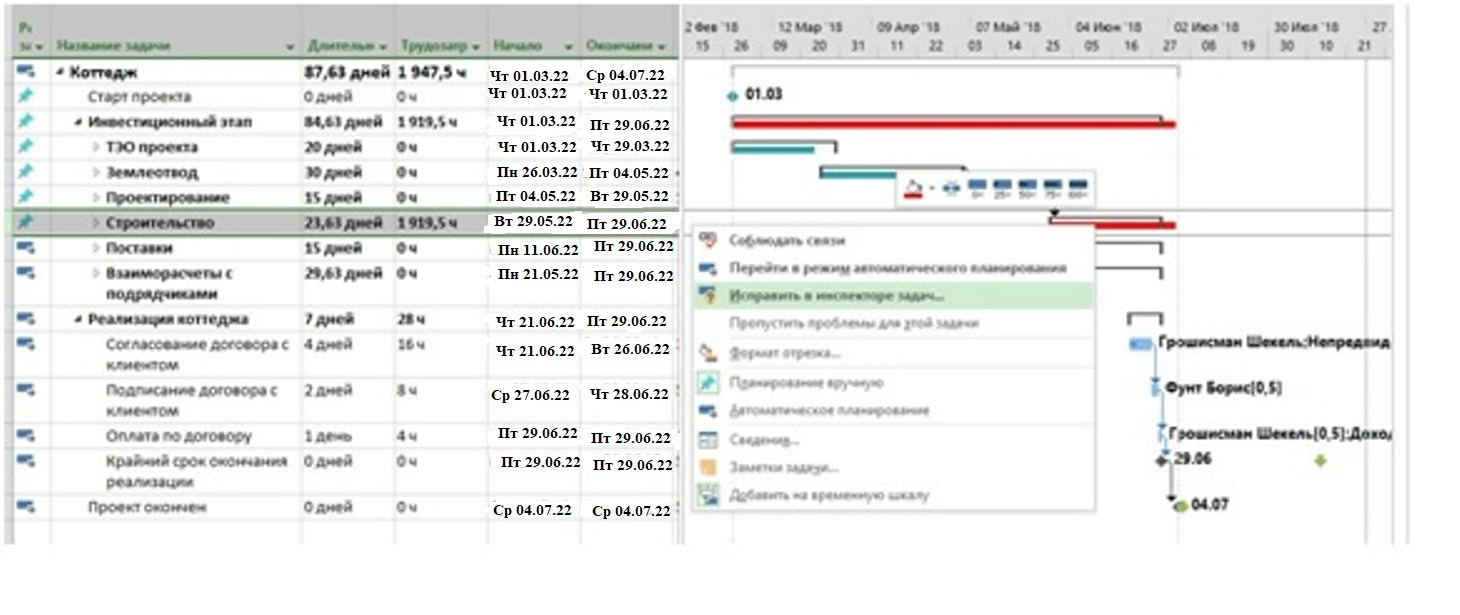 Название задачи Длительн Трудозатр Начало Окончани
2 Фев '18 12 Мар '18 09 Апр '18 07 Май '18 04 Июн '18 02 Июл '18 30 Июл '18 27
15 26 09 20 31 11 22 03 14 25 05 16 27 08 19 30 10 21
Коттедж 87,63 дней 1 947,5 ч Чт 01.03.22 Ср 04.07.22
Старт проекта 0 дней 0 ч Чт 01.03.22 Чт 01.03.22
01.03
Инвестиционный этап 84,63 дней 1 919,5 ч Чт 01.03.22 Пт 29.06.22
ТЭО проекта 20 дней 0 ч Чт 01.03.22 Чт 29.03.22
Землеотвод 30 дней 0 ч Пн 26.03.22 Пт 04.05.22
Проектирование 15 дней 0 ч Пт 04.05.22 Вт 29.05.22
Строительство 23,63 дней 1 919,5 ч Вт 29.05.22 Пт 29.06.22
Поставки 15 дней 0 ч Пн 11.06.22 Пт 29.06.22
Взаиморасчеты с 29,63 дней 0 ч Пн 21.05.22 Пт 29.06.22
подрядчиками
Реализация коттеджа 7 дней 28 ч Чт 21.06.22 Пт 29.06.22
Согласование договора с 4 дней 16 ч Чт 21.06.22 Вт 26.06.22
клиентом
Подписание договора с 2 дней 8 ч Ср 27.06.22 Чт 28.06.22
клиентом
Оплата по договору 1 день 4 ч Пт 29.06.22 Пт 29.06.22
Крайний срок окончания 0 дней 0 ч Пт 29.06.22 Пт 29.06.22
реализации
Проект окончен 0 дней 0 ч Ср 04.07.22 Ср 04.07.22
Соблюдать связи
Перейти в режим автоматического планирования
Исправить в инспекторе задач...
Пропустить проблемы для этой задачи
Формат отрезка...
Планирование вручную
Автоматическое планирование
Сведения...
Заметки задачи...
Добавить на временную шкалу
Грошисман Шекель;Непредвид
Фунт Борис[0,5]
Грошисман Шекель[0,5];Доход
29.06
04.07